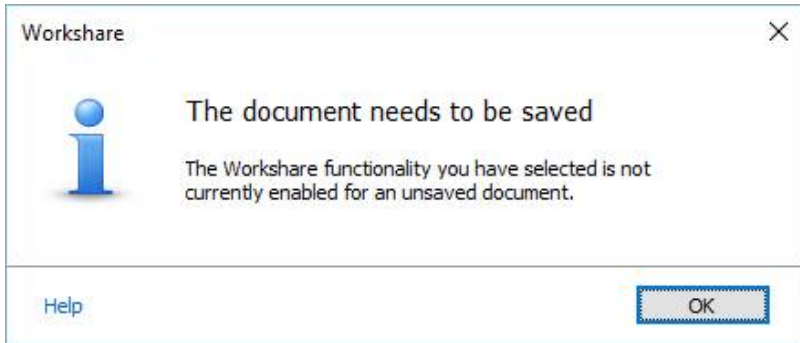 Workshare
The document needs to be saved
The Workshare functionality you have selected is not
currently enabled for an unsaved document.
Help
OK